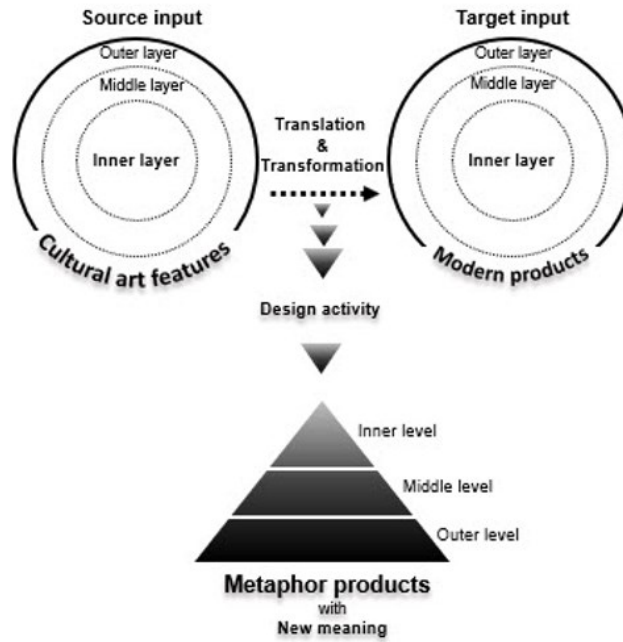 Source input
Outer layer
Middle layer
Inner layer
Cultural art features
Translation
&
Transformation
Target input
Outer layer
Middle layer
Inner layer
Modern products
Design activity
Inner level
Middle level
Outer level
Metaphor products
with
New meaning